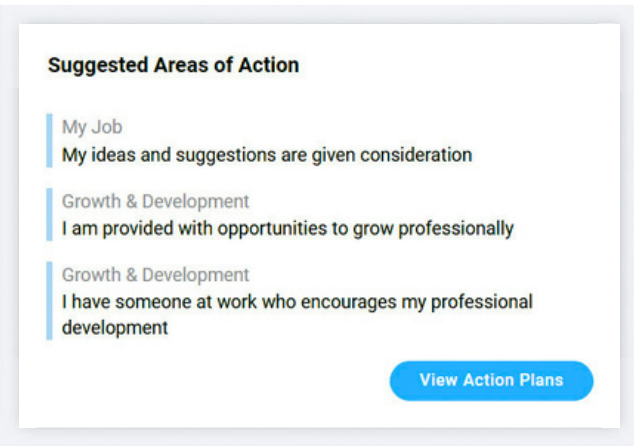 Suggested Areas of Action
My Job
My ideas and suggestions are given consideration
Growth & Development
I am provided with opportunities to grow professionally
Growth & Development
I have someone at work who encourages my professional
development
View Action Plans